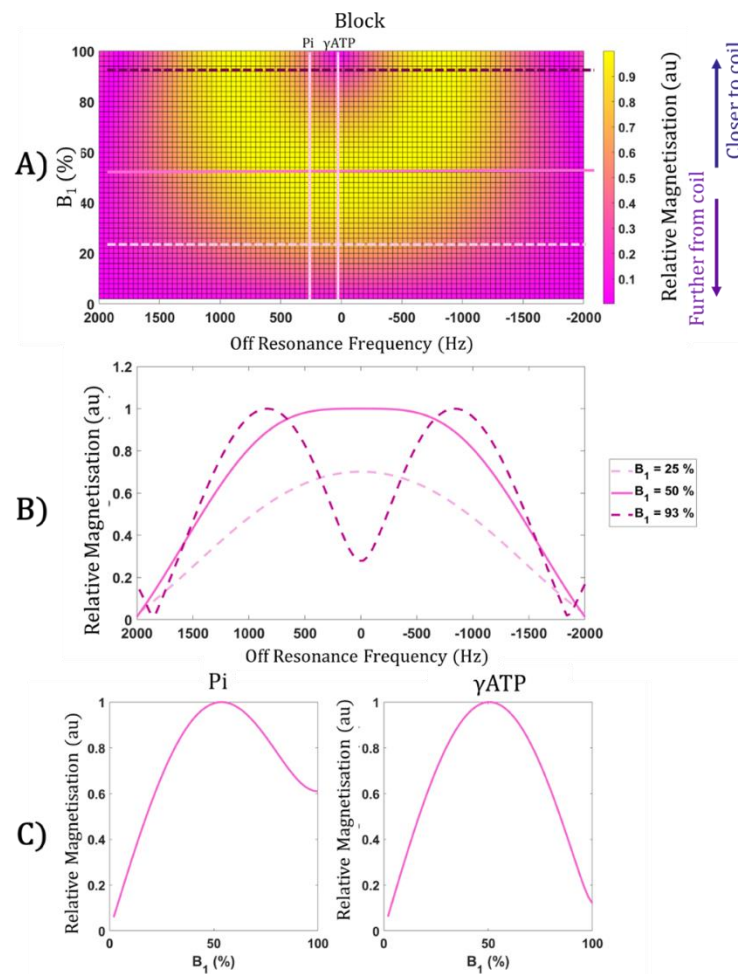 Block
Pi γATP
A)
B₁ (%)
100
80
60
40
20
0
2000 1500 1000 500 0 -500 -1000 -1500 -2000
Off Resonance Frequency (Hz)
0.9
0.8
0.7
0.6
0.5
0.4
0.3
0.2
0.1
Relative Magnetisation (au)
Closer to coil
Further from coil
B)
Relative Magnetisation (au)
1.2
1
0.8
0.6
0.4
0.2
0
2000 1500 1000 500 0 -500 -1000 -1500 -2000
Off Resonance Frequency (Hz)
B₁ = 25 %
B₁ = 50 %
B₁ = 93 %
C)
Pi
Relative Magnetisation (au)
1
0.8
0.6
0.4
0.2
0
0 50 100
B₁ (%)
γATP
Relative Magnetisation (au)
1
0.8
0.6
0.4
0.2
0
0 50 100
B₁ (%)